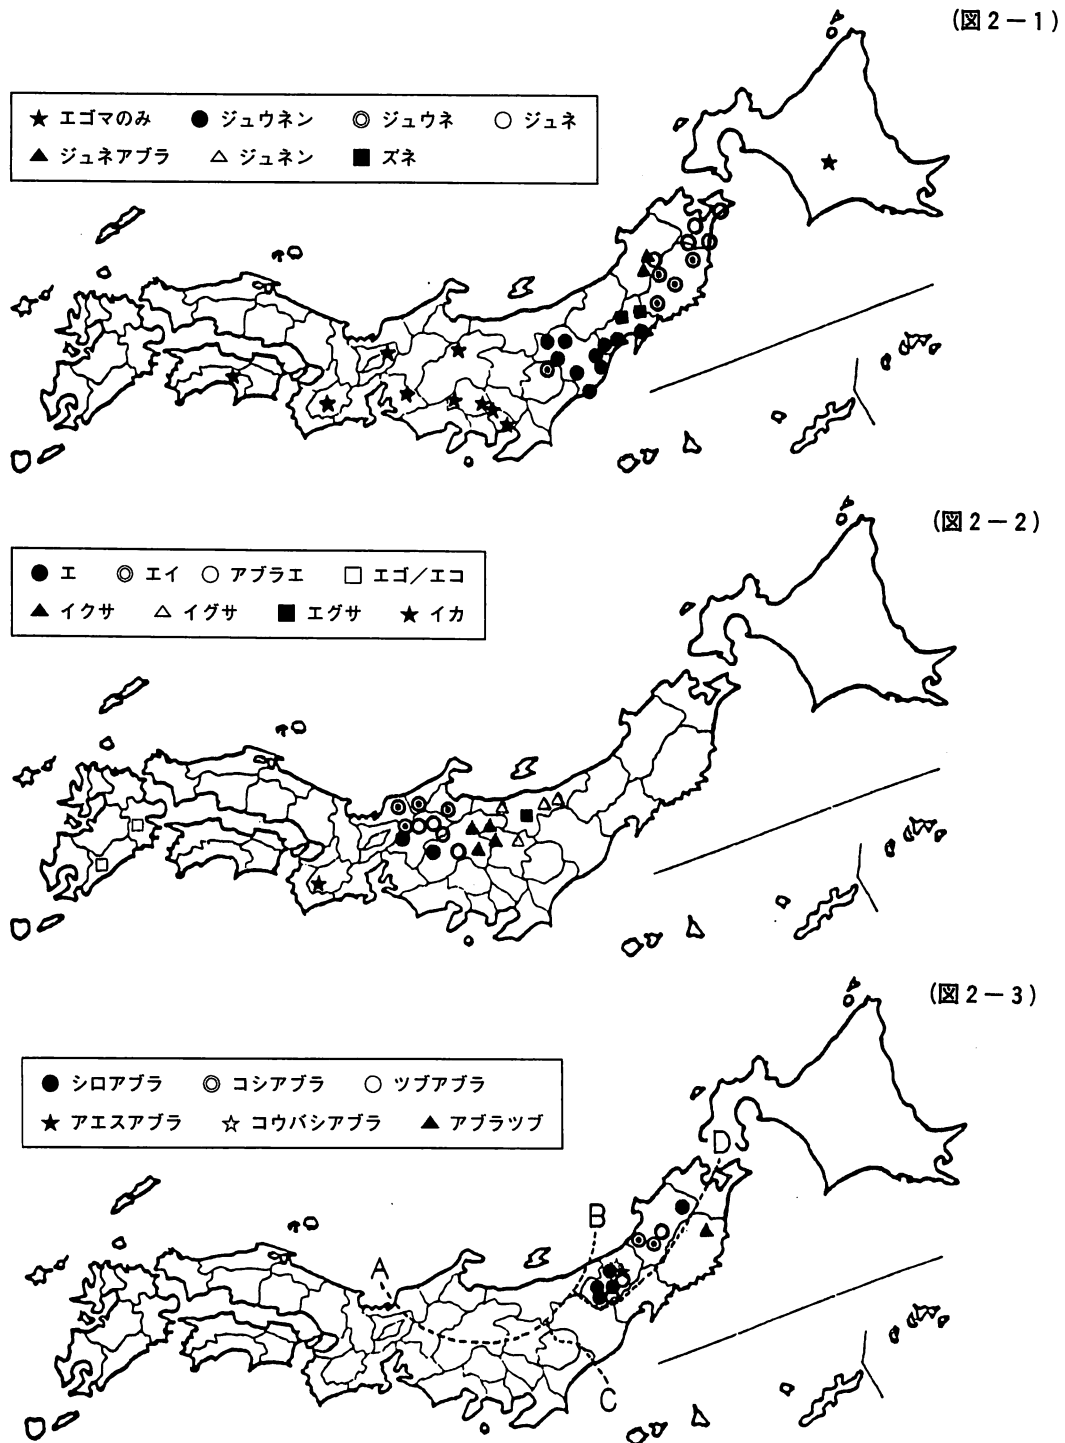 (図2－1)
★ エゴマのみ ● ジュウネン ◎ ジュウネ ○ ジュネ
▲ ジュネアブラ △ ジュネン ■ ズネ
(図2－2)
● エ ◎ エイ ○ アブラエ □ エゴ／エコ
▲ イクサ △ イグサ ■ エグサ ★ イカ
(図2－3)
● シロアブラ ◎ コシアブラ ○ ツブアブラ
★ アエスアブラ ☆ コウバシアブラ ▲ アブラツブ
D
B
A
C